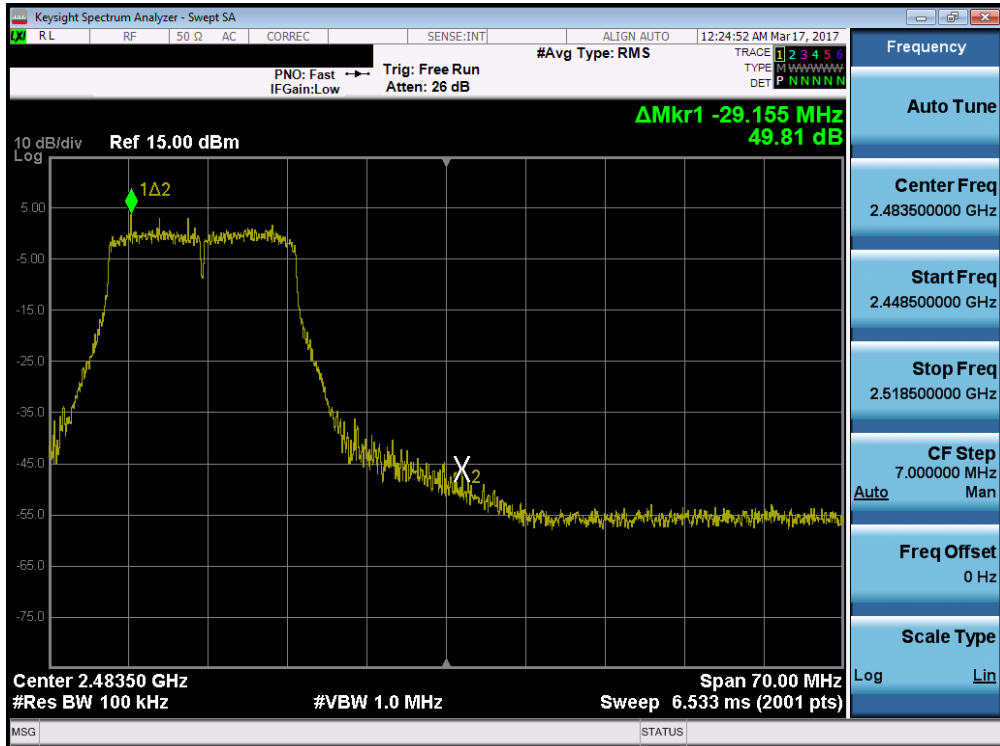 Keysight Spectrum Analyzer - Swept SA
LXI RL RF 50 Ω AC CORREC SENSE:INT ALIGN AUTO 12:24:52 AM Mar 17, 2017
PNO: Fast
IFGain:Low
Trig: Free Run
Atten: 26 dB
#Avg Type: RMS
TRACE 1 2 3 4 5 6
TYPE M WWWWW
DET P N N N N N
ΔMkr1 -29.155 MHz
49.81 dB
10 dB/div Ref 15.00 dBm
Log
1Δ2
5.00
-5.00
-15.0
-25.0
-35.0
-45.0
X2
-55.0
-65.0
-75.0
Center 2.48350 GHz Span 70.00 MHz
#Res BW 100 kHz #VBW 1.0 MHz Sweep 6.533 ms (2001 pts)
MSG STATUS
Frequency
Auto Tune
Center Freq
2.483500000 GHz
Start Freq
2.448500000 GHz
Stop Freq
2.518500000 GHz
CF Step
7.000000 MHz
Auto Man
Freq Offset
0 Hz
Scale Type
Log Lin